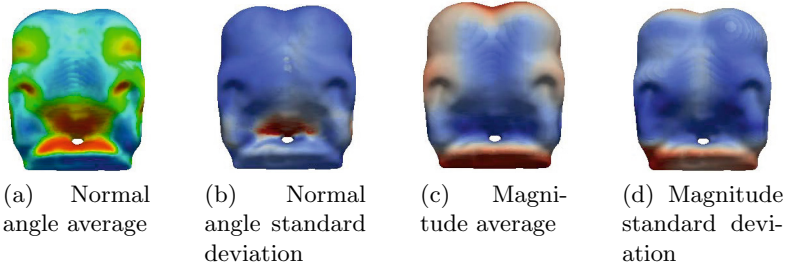 (a) Normal
angle average
(b) Normal
angle standard
deviation
(c) Magni-
tude average
(d) Magnitude
standard devi-
ation